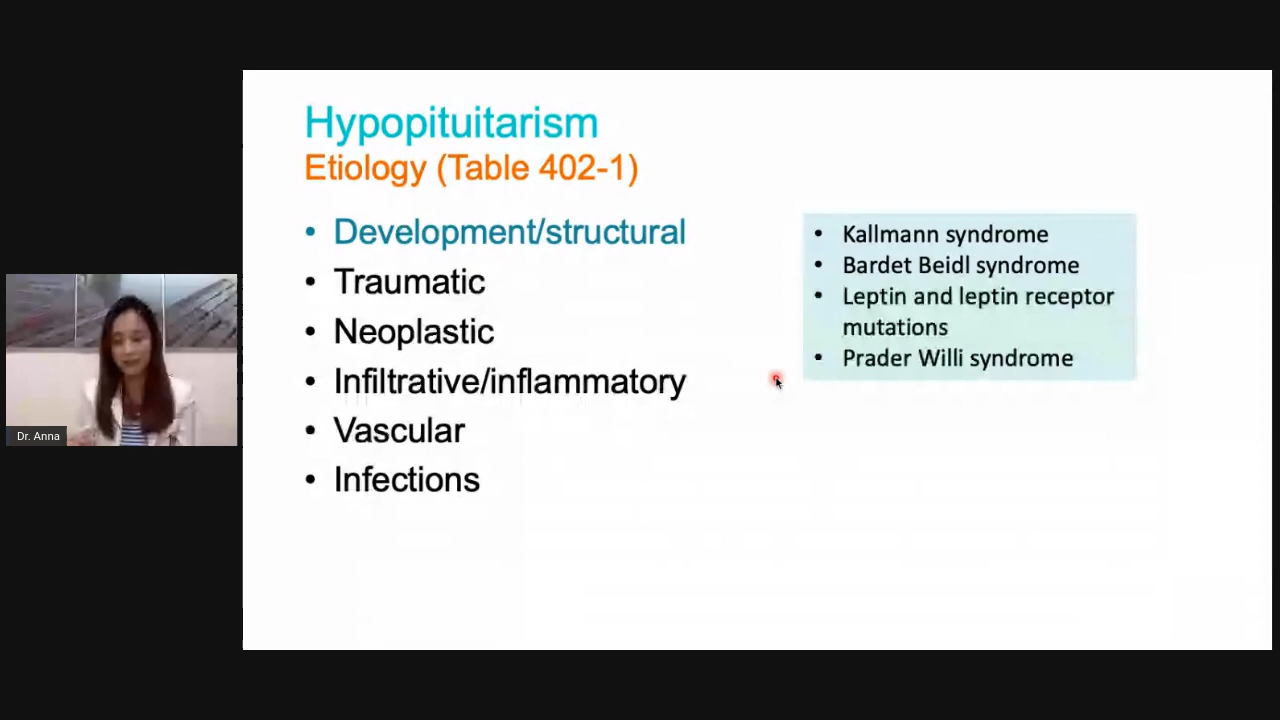 Hypopituitarism
Etiology (Table 402-1)
• Development/structural
• Traumatic
• Neoplastic
• Infiltrative/inflammatory
• Vascular
• Infections
• Kallmann syndrome
• Bardet Beidl syndrome
• Leptin and leptin receptor
mutations
• Prader Willi syndrome
Dr. Anna